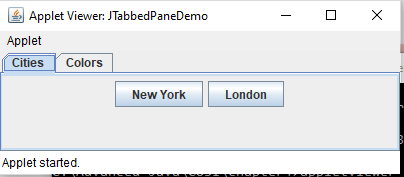 Applet Viewer: JTabbedPaneDemo
Applet
Cities Colors
New York London
Applet started.